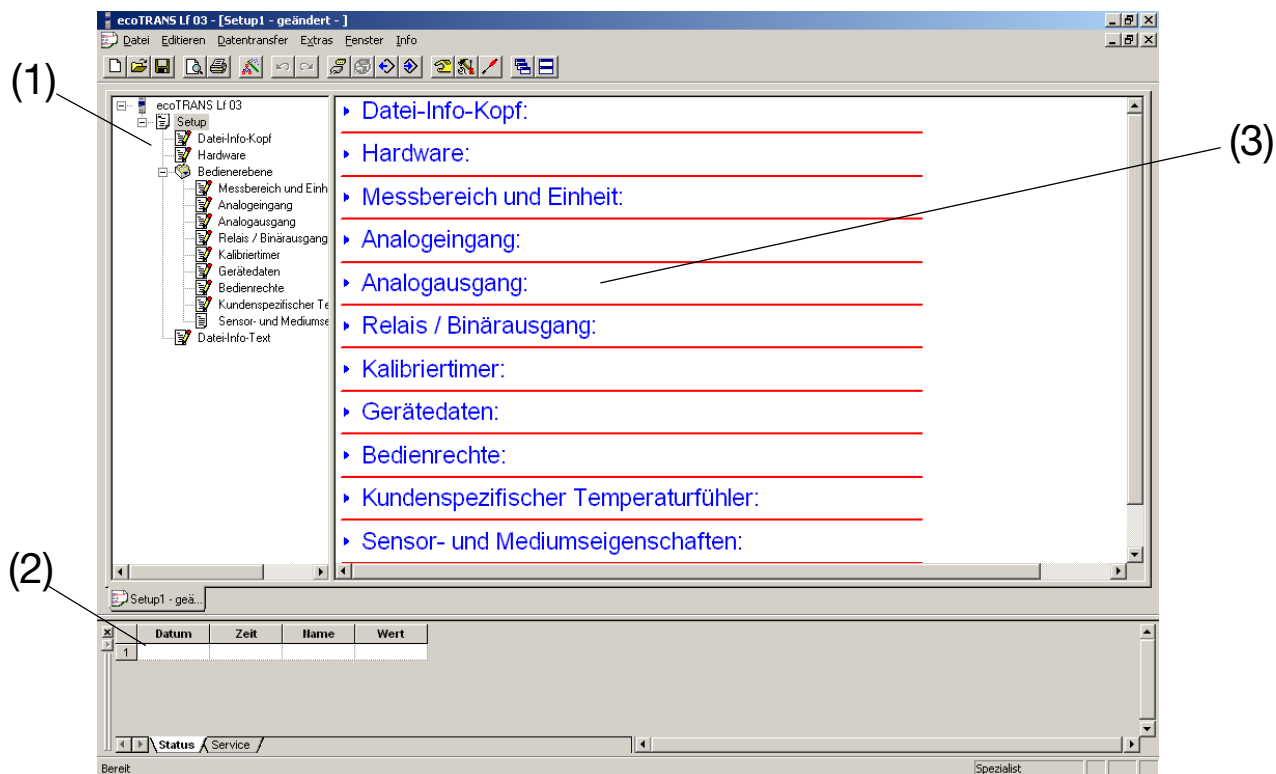 ecoTRANS Lf 03 - [Setup1 - geändert - ]
Datei Editieren Datentransfer Extras Fenster Info
(1)
ecoTRANS Lf 03
Setup
Datei-Info-Kopf
Hardware
Bedienerebene
Messbereich und Einh
Analogeingang
Analogausgang
Relais / Binärausgang
Kalibriertimer
Gerätedaten
Bedienrechte
Kundenspezifischer Te
Sensor- und Mediumse
Datei-Info-Text
Datei-Info-Kopf:
Hardware:
Messbereich und Einheit:
Analogeingang:
Analogausgang:
Relais / Binärausgang:
Kalibriertimer:
Gerätedaten:
Bedienrechte:
Kundenspezifischer Temperaturfühler:
Sensor- und Mediumseigenschaften:
(3)
(2)
Setup1 - geä...
Datum Zeit Name Wert
1
Status Service
Bereit Spezialist